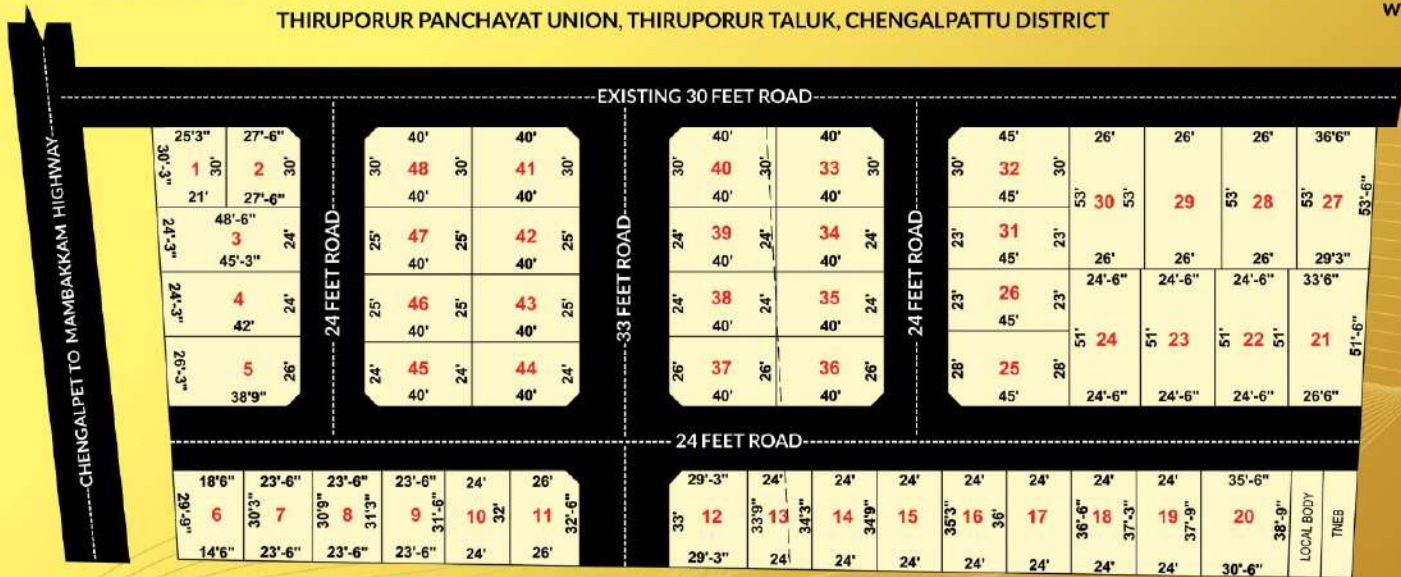 THIRUPORUR PANCHAYAT UNION, THIRUPORUR TALUK, CHENGALPATTU DISTRICT
W
EXISTING 30 FEET ROAD
CHENGALPET TO MAMBAKKAM HIGHWAY
25'3" 27'-6"
30'-3" 1 30' 2 30'
21' 27'-6"
48'-6"
24'-3" 3 24'
45'-3"
24'-3" 4 24'
42'
26'-3" 5 26'
38'9"
24 FEET ROAD
40' 40'
30' 48 30' 41 30'
40' 40'
25' 47 25' 42 25'
40' 40'
25' 46 25' 43 25'
40' 40'
24' 45 24' 44 24'
40' 40'
33 FEET ROAD
40' 40'
30' 40 30' 33 30'
40' 40'
24' 39 24' 34 24'
40' 40'
24' 38 24' 35 24'
40' 40'
26' 37 26' 36 26'
40' 40'
24 FEET ROAD
45'
30' 32 30'
45'
23' 31 23'
45'
23' 26 23'
45'
28' 25 28'
45'
26' 26' 26' 36'6"
53' 30 53' 29 53' 28 53' 27 53'-6"
26' 26' 26' 29'3"
24'-6" 24'-6" 24'-6" 33'6"
51' 24 51' 23 51' 22 51' 21 51'-6"
24'-6" 24'-6" 24'-6" 26'6"
24 FEET ROAD
18'6" 23'-6" 23'-6" 23'-6" 24' 26'
29'-9" 6 30'3" 7 30'9" 8 31'3" 9 31'-6" 10 32' 11 32'-6"
14'6" 23'-6" 23'-6" 23'-6" 24' 26'
29'-3" 24' 24' 24' 24' 24' 24' 24' 35'-6"
33' 12 33'9" 13 34'3" 14 34'9" 15 35'3" 16 36' 17 36'-6" 18 37'-3" 19 37'-9" 20 38'-9" LOCAL BODY TNEB
29'-3" 24' 24' 24' 24' 24' 24' 24' 30'-6"